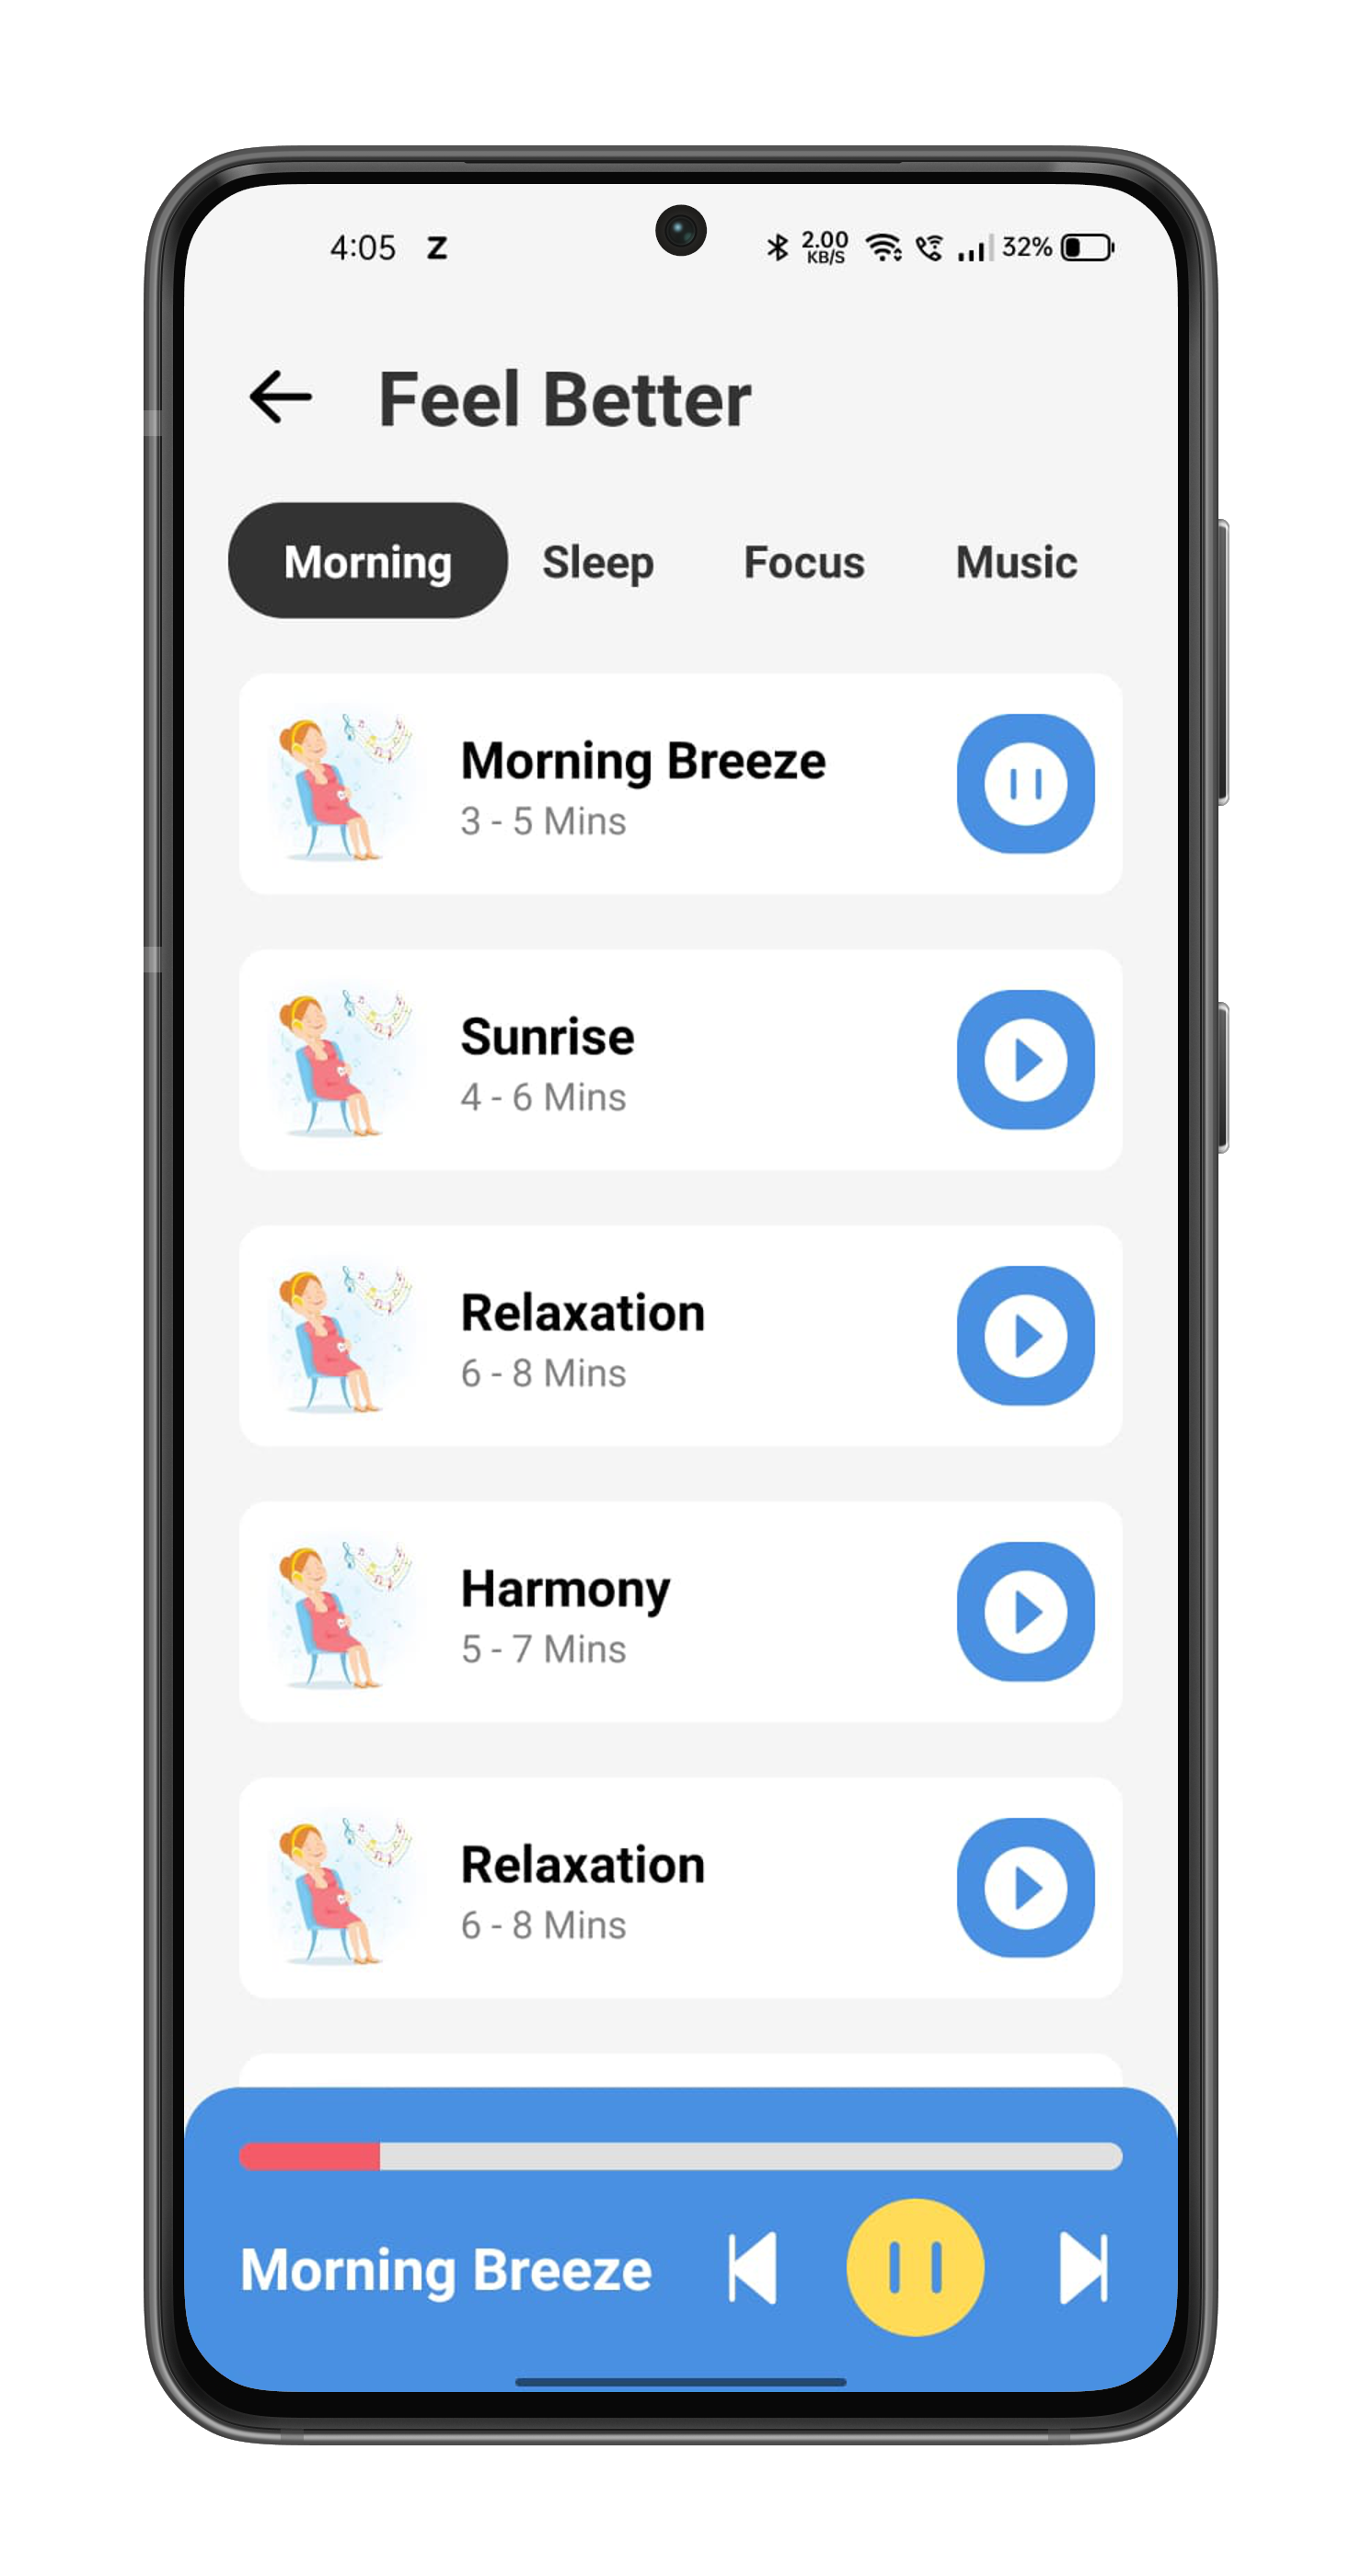 4:05 Z 2.00 KB/S 32%
Feel Better
Morning Sleep Focus Music
Morning Breeze
3 - 5 Mins
Sunrise
4 - 6 Mins
Relaxation
6 - 8 Mins
Harmony
5 - 7 Mins
Relaxation
6 - 8 Mins
Morning Breeze